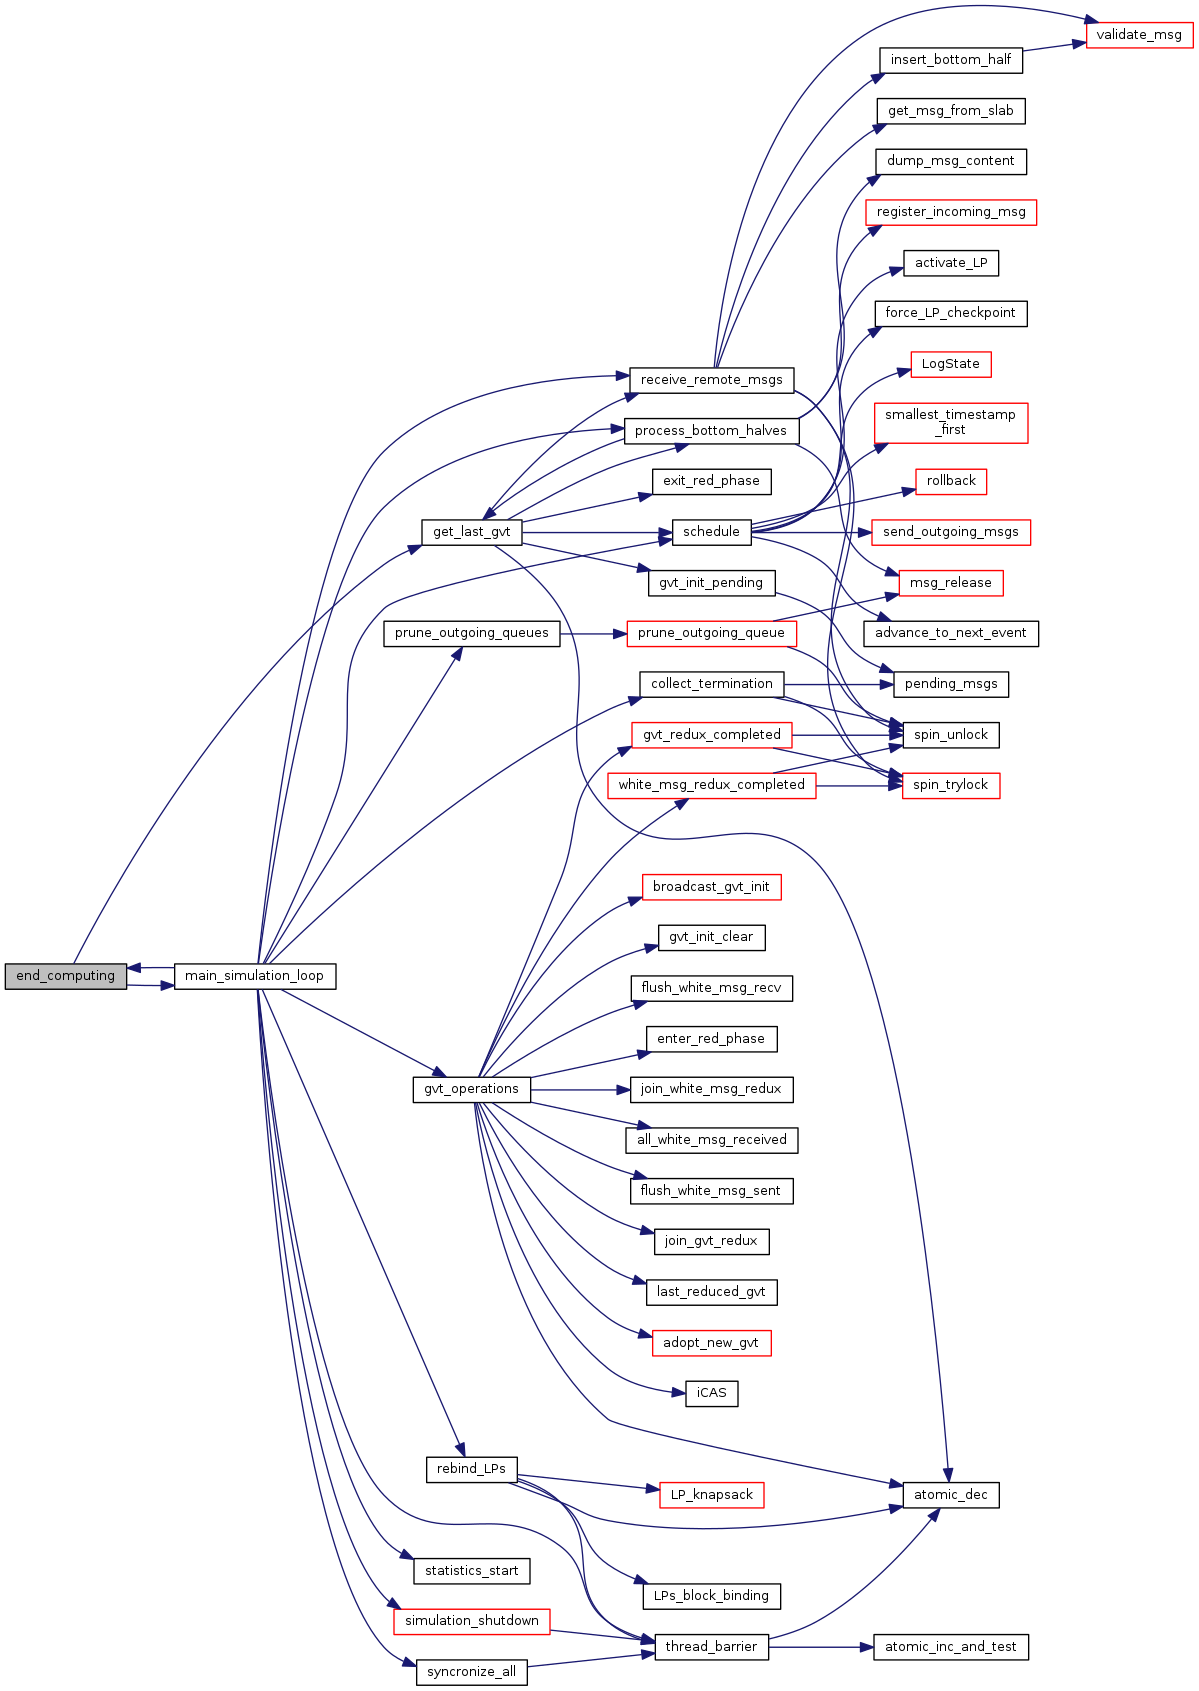 validate_msg
insert_bottom_half
get_msg_from_slab
dump_msg_content
register_incoming_msg
activate_LP
force_LP_checkpoint
LogState
receive_remote_msgs
smallest_timestamp
_first
process_bottom_halves
exit_red_phase
rollback
get_last_gvt
schedule
send_outgoing_msgs
gvt_init_pending
msg_release
prune_outgoing_queues
prune_outgoing_queue
advance_to_next_event
collect_termination
pending_msgs
gvt_redux_completed
spin_unlock
white_msg_redux_completed
spin_trylock
broadcast_gvt_init
gvt_init_clear
end_computing
main_simulation_loop
flush_white_msg_recv
enter_red_phase
gvt_operations
join_white_msg_redux
all_white_msg_received
flush_white_msg_sent
join_gvt_redux
last_reduced_gvt
adopt_new_gvt
iCAS
rebind_LPs
LP_knapsack
atomic_dec
statistics_start
LPs_block_binding
simulation_shutdown
thread_barrier
atomic_inc_and_test
syncronize_all